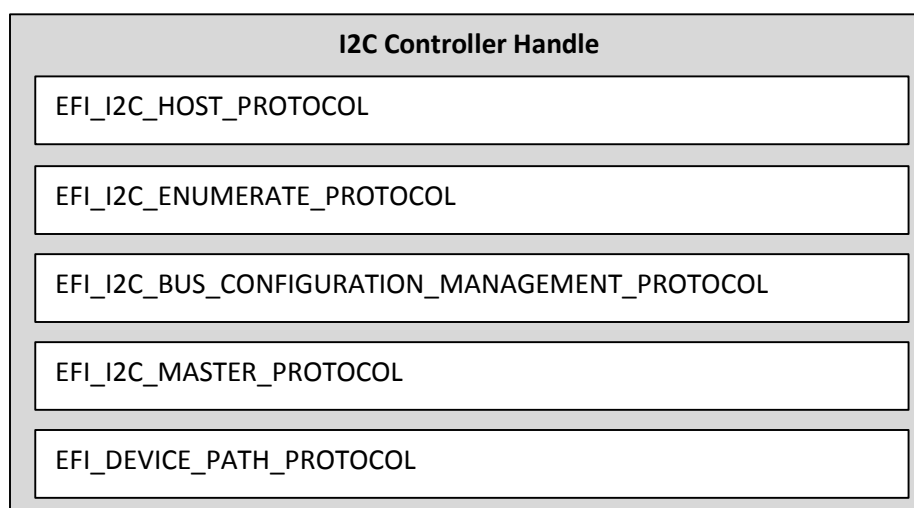 I2C Controller Handle
EFI_I2C_HOST_PROTOCOL
EFI_I2C_ENUMERATE_PROTOCOL
EFI_I2C_BUS_CONFIGURATION_MANAGEMENT_PROTOCOL
EFI_I2C_MASTER_PROTOCOL
EFI_DEVICE_PATH_PROTOCOL